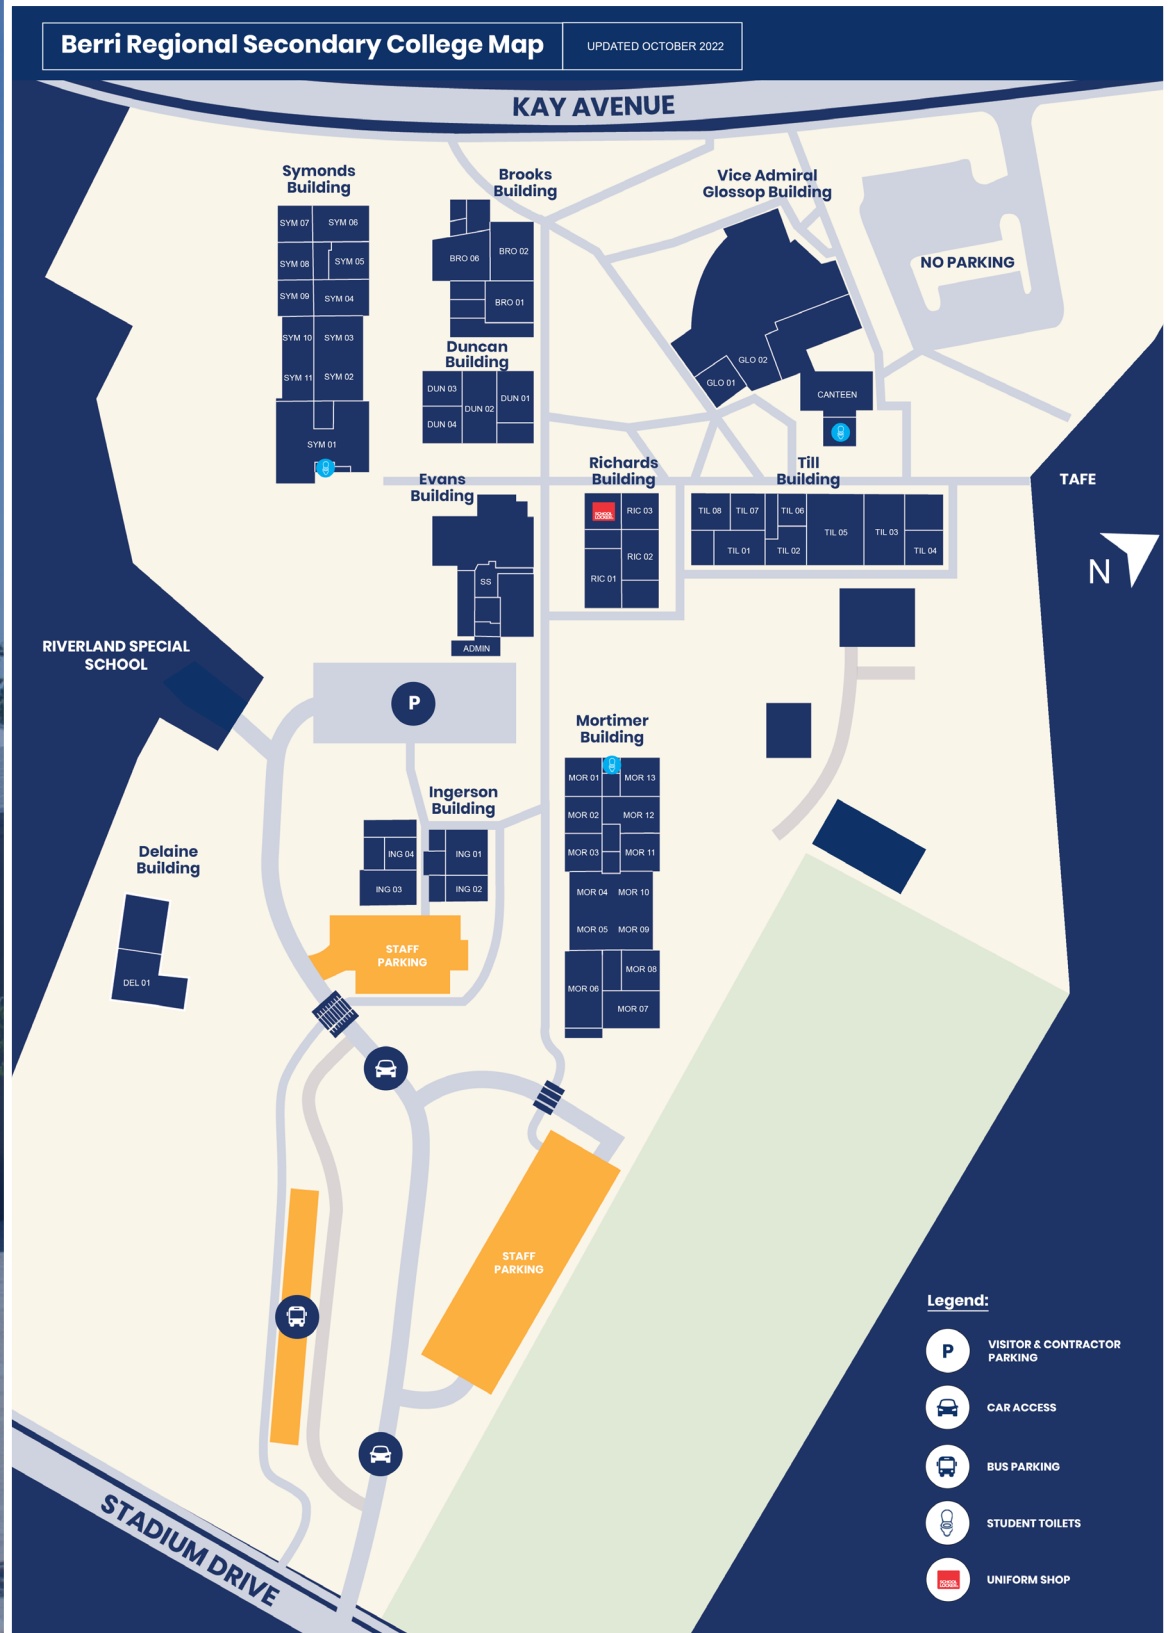 Berri Regional Secondary College Map
UPDATED OCTOBER 2022
KAY AVENUE
Symonds
Building
SYM 07
SYM 06
SYM 08
SYM 05
SYM 09
SYM 04
SYM 10
SYM 03
SYM 11
SYM 02
SYM 01
Brooks
Building
BRO 02
BRO 06
BRO 01
Vice Admiral
Glossop Building
GLO 02
GLO 01
CANTEEN
NO PARKING
Duncan
Building
DUN 03
DUN 01
DUN 02
DUN 04
Evans
Building
SS
ADMIN
Richards
Building
SCHOOL
LOCKER
RIC 03
RIC 02
RIC 01
Till
Building
TIL 08
TIL 07
TIL 06
TIL 05
TIL 03
TIL 01
TIL 02
TIL 04
TAFE
N
RIVERLAND SPECIAL
SCHOOL
P
Mortimer
Building
MOR 01
MOR 13
MOR 02
MOR 12
MOR 03
MOR 11
MOR 04
MOR 10
MOR 05
MOR 09
MOR 08
MOR 06
MOR 07
Ingerson
Building
ING 04
ING 01
ING 03
ING 02
Delaine
Building
DEL 01
STAFF
PARKING
STAFF
PARKING
STADIUM DRIVE
Legend:
P
VISITOR & CONTRACTOR
PARKING
CAR ACCESS
BUS PARKING
STUDENT TOILETS
SCHOOL
LOCKER
UNIFORM SHOP